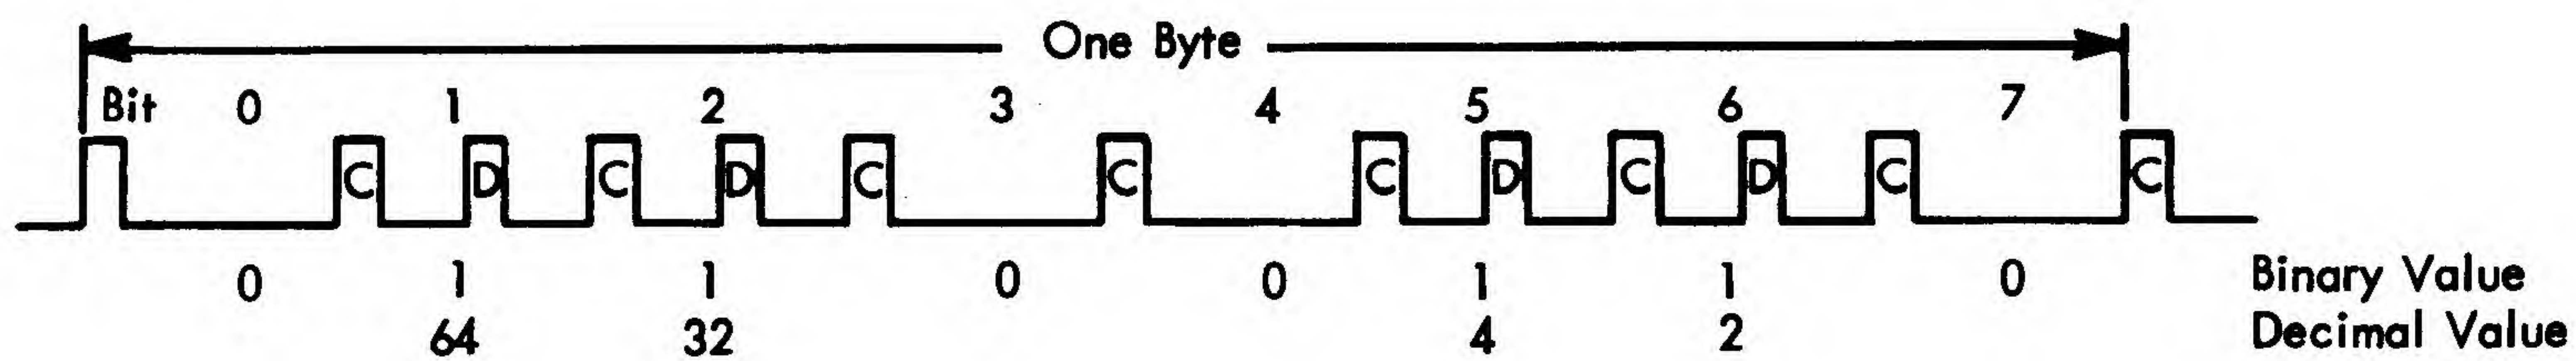 One Byte
Bit 0 1 2 3 4 5 6 7
C D C D C C C D C D C C
0 1 1 0 0 1 1 0 Binary Value
64 32 4 2 Decimal Value